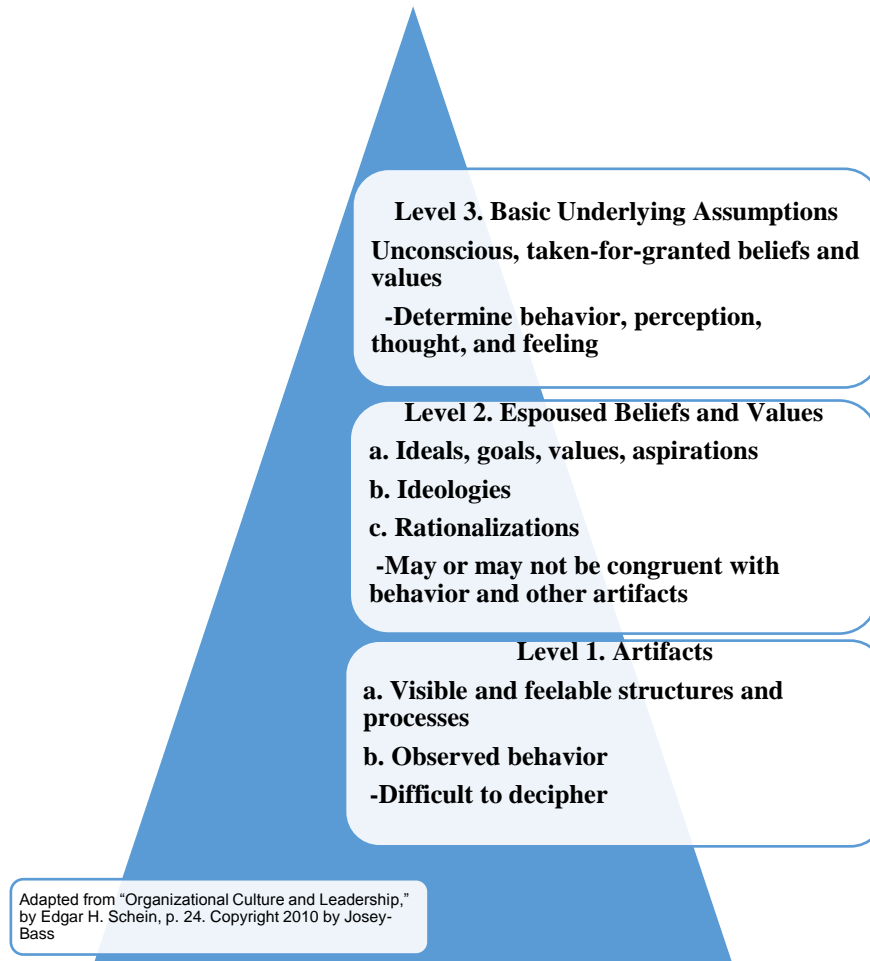 Level 3. Basic Underlying Assumptions
Unconscious, taken-for-granted beliefs and
values
-Determine behavior, perception,
thought, and feeling
Level 2. Espoused Beliefs and Values
a. Ideals, goals, values, aspirations
b. Ideologies
c. Rationalizations
-May or may not be congruent with
behavior and other artifacts
Level 1. Artifacts
a. Visible and feelable structures and
processes
b. Observed behavior
-Difficult to decipher
Adapted from “Organizational Culture and Leadership,”
by Edgar H. Schein, p. 24. Copyright 2010 by Josey-
Bass